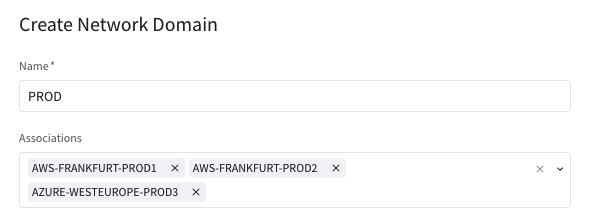 Create Network Domain
Name*
PROD
Associations
AWS-FRANKFURT-PROD1 × AWS-FRANKFURT-PROD2 ×
AZURE-WESTEUROPE-PROD3 ×